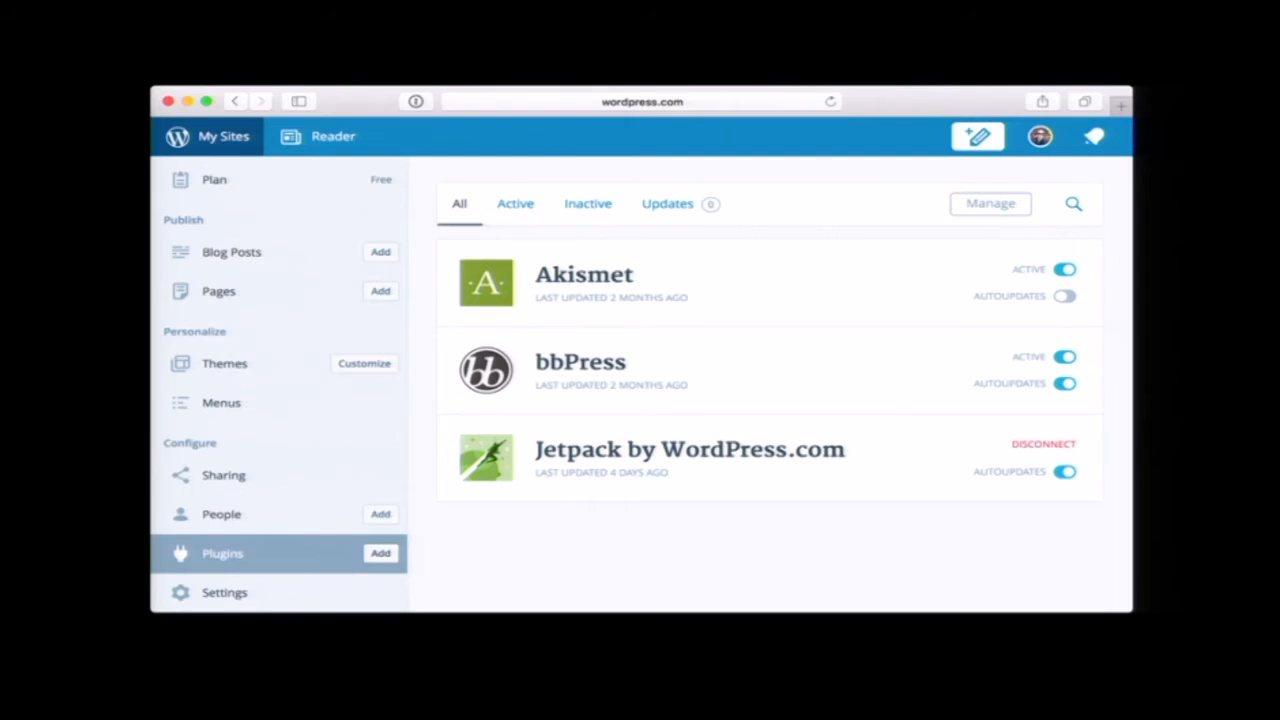 wordpress.com
My Sites
Reader
Plan
Free
Publish
Blog Posts
Add
Pages
Add
Personalize
Themes
Customize
Menus
Configure
Sharing
People
Add
Plugins
Add
Settings
All
Active
Inactive
Updates
0
Manage
A
Akismet
LAST UPDATED 2 MONTHS AGO
ACTIVE
AUTOUPDATES
bb
bbPress
LAST UPDATED 2 MONTHS AGO
ACTIVE
AUTOUPDATES
Jetpack by WordPress.com
LAST UPDATED 4 DAYS AGO
DISCONNECT
AUTOUPDATES